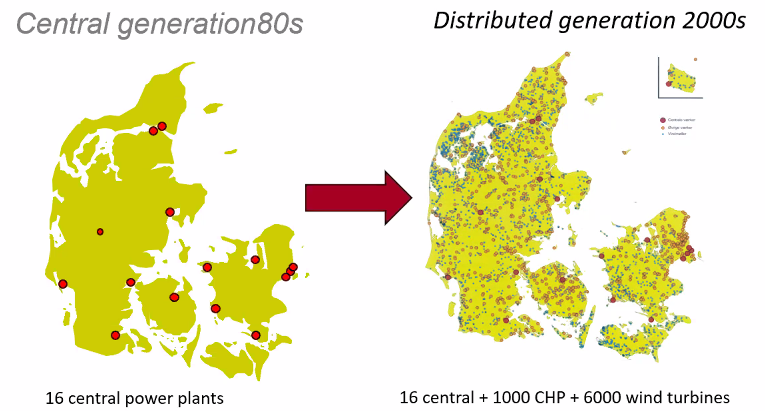 Central generation80s
Distributed generation 2000s
Centrale værker
Øvrige værker
Vindmøller
16 central power plants
16 central + 1000 CHP + 6000 wind turbines